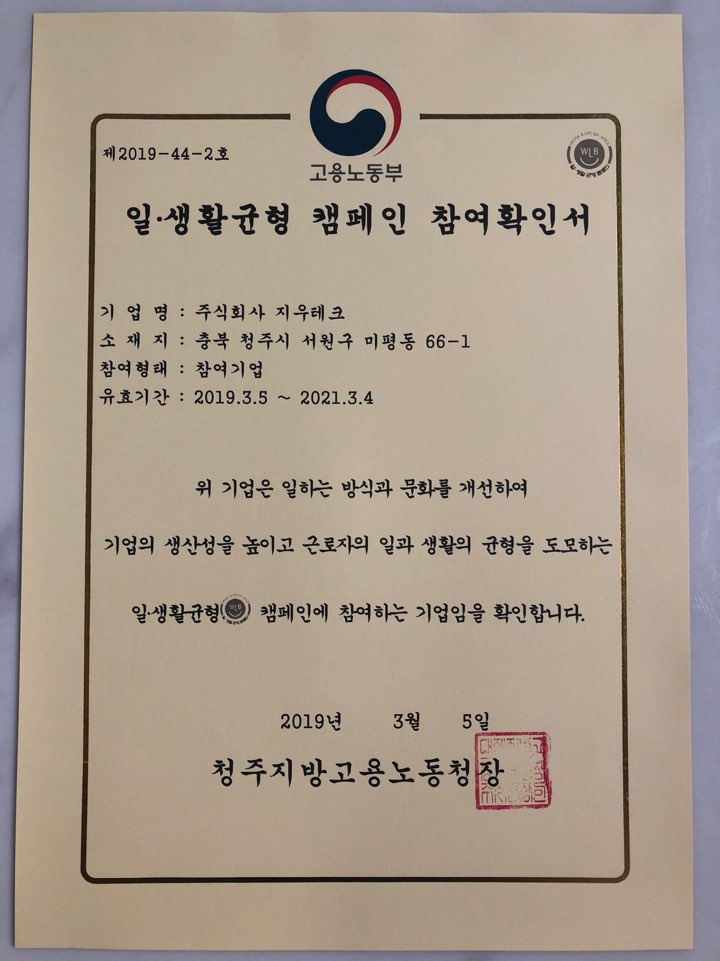 고용노동부
제2019-44-2호
WORK & LIFE BALANCE
WLB
일·생활균형 캠페인 참여확인서
기 업 명 : 주식회사 지우테크
소 재 지 : 충북 청주시 서원구 미평동 66-1
참여형태 : 참여기업
유효기간 : 2019.3.5 ~ 2021.3.4
위 기업은 일하는 방식과 문화를 개선하여
기업의 생산성을 높이고 근로자의 일과 생활의 균형을 도모하는
일·생활균형 WLB 캠페인에 참여하는 기업임을 확인합니다.
2019년 3월 5일
청주지방고용노동청장